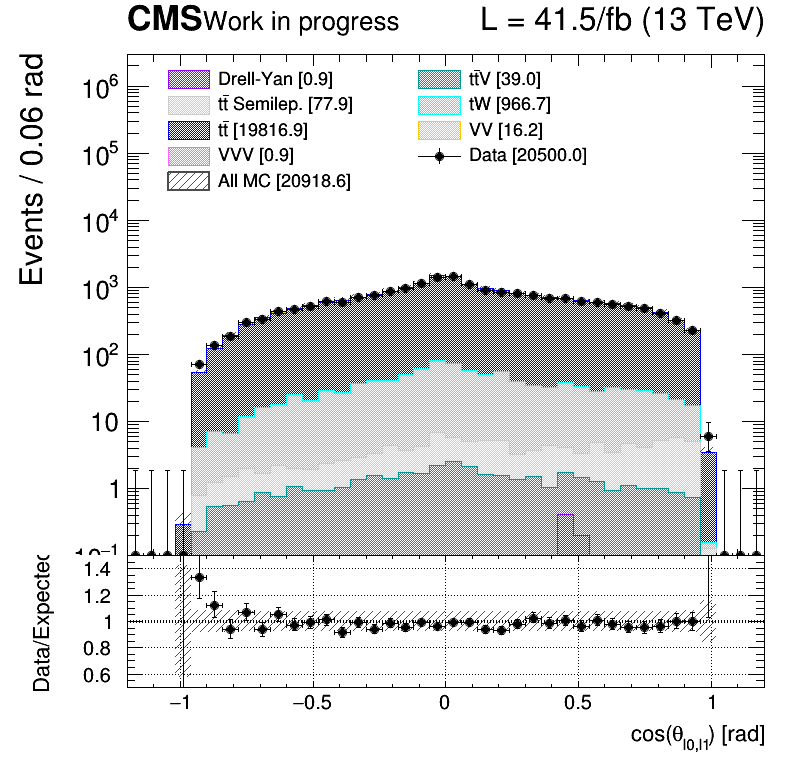 CMS Work in progress L = 41.5/fb (13 TeV)
Events / 0.06 rad
Drell-Yan [0.9]
tt̄ Semilep. [77.9]
tt̄ [19816.9]
VVV [0.9]
All MC [20918.6]
tt̄V [39.0]
tW [966.7]
VV [16.2]
Data [20500.0]
10⁶
10⁵
10⁴
10³
10²
10
1
10⁻¹
Data/Expected
1.4
1.2
1
0.8
0.6
−1 −0.5 0 0.5 1
cos(θ_l0,l1) [rad]